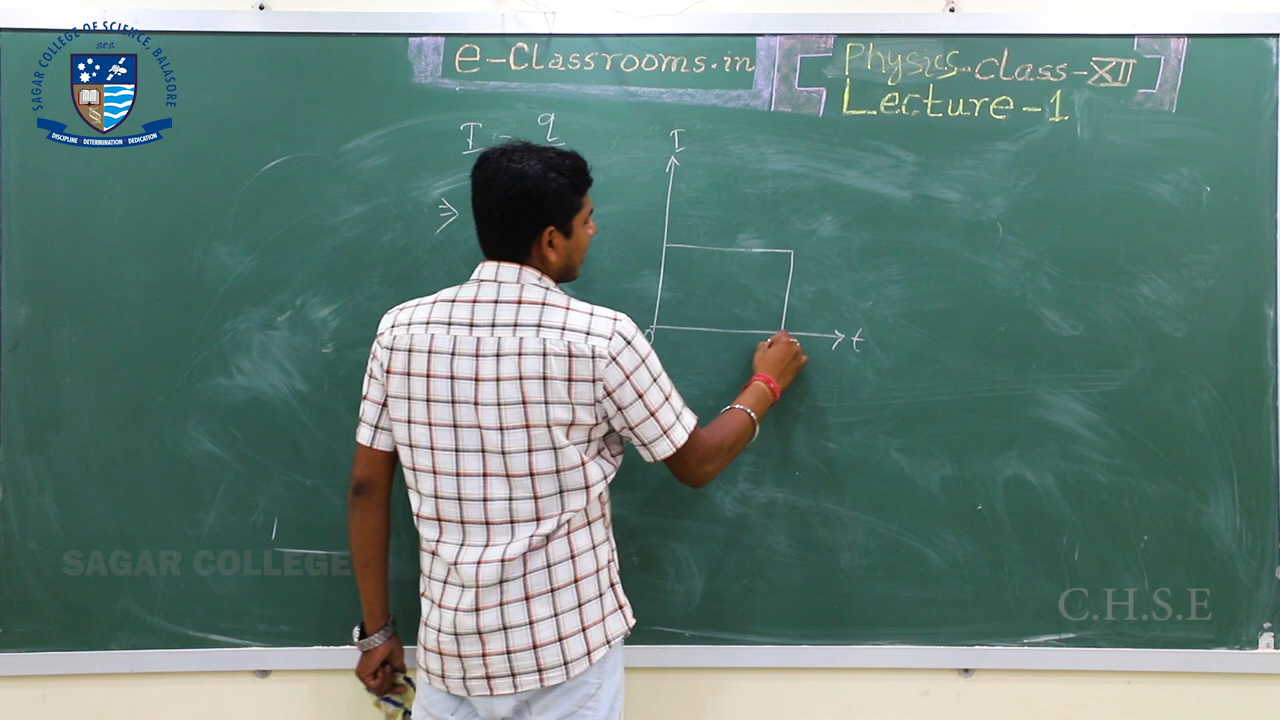 SAGAR COLLEGE OF SCIENCE, BALASORE
S.C.S
DISCIPLINE · DETERMINATION · DEDICATION
e-Classrooms.in
Physics-class-XII
Lecture-1
I = q
⇒
I
t
SAGAR COLLEGE
C.H.S.E